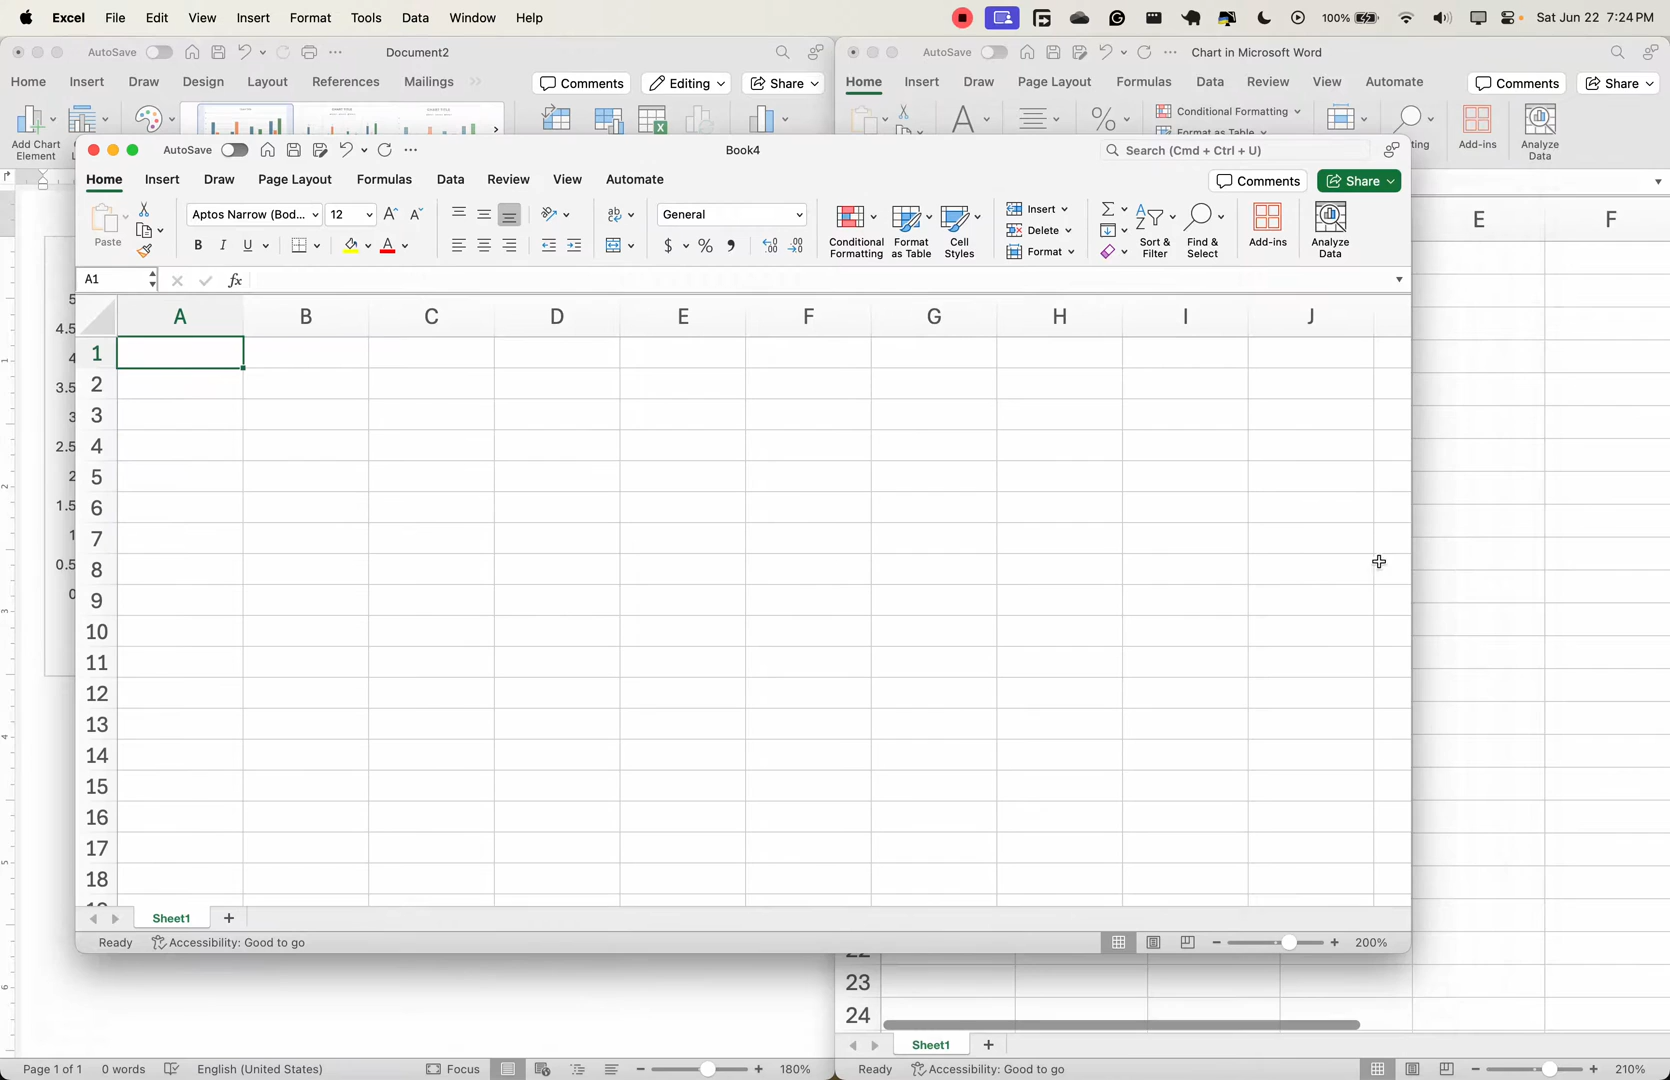 Excel File Edit View Insert Format Tools Data Window Help 100% Sat Jun 22 7:24 PM
AutoSave Document2
Home Insert Draw Design Layout References Mailings Comments Editing Share
Add Chart
Element
AutoSave Chart in Microsoft Word
Home Insert Draw Page Layout Formulas Data Review View Automate Comments Share
Conditional Formatting
Format as Table
Add-ins
Analyze
Data
AutoSave Book4 Search (Cmd + Ctrl + U)
Home Insert Draw Page Layout Formulas Data Review View Automate Comments Share
Paste
Aptos Narrow (Bod... 12
B I U
General
$ %
Conditional
Formatting
Format
as Table
Cell
Styles
Insert
Delete
Format
Sort &
Filter
Find &
Select
Add-ins
Analyze
Data
A1 fx
A B C D E F G H I J
1
2
3
4
5
6
7
8
9
10
11
12
13
14
15
16
17
18
Sheet1
Ready Accessibility: Good to go 200%
5
4.5
4
3.5
3
2.5
2
1.5
1
0.5
0
E F
23
24
Sheet1
Page 1 of 1 0 words English (United States) Focus 180%
Ready Accessibility: Good to go 210%